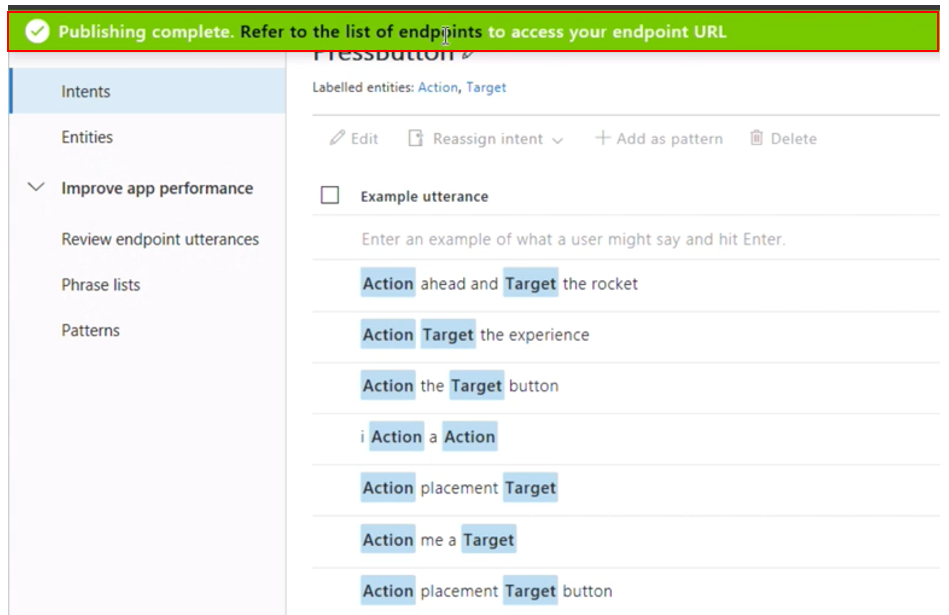 Publishing complete. Refer to the list of endpoints to access your endpoint URL
PressButton
Labelled entities: Action, Target
Intents
Entities
Improve app performance
Review endpoint utterances
Phrase lists
Patterns
Edit Reassign intent Add as pattern Delete
Example utterance
Enter an example of what a user might say and hit Enter.
Action ahead and Target the rocket
Action Target the experience
Action the Target button
i Action a Action
Action placement Target
Action me a Target
Action placement Target button